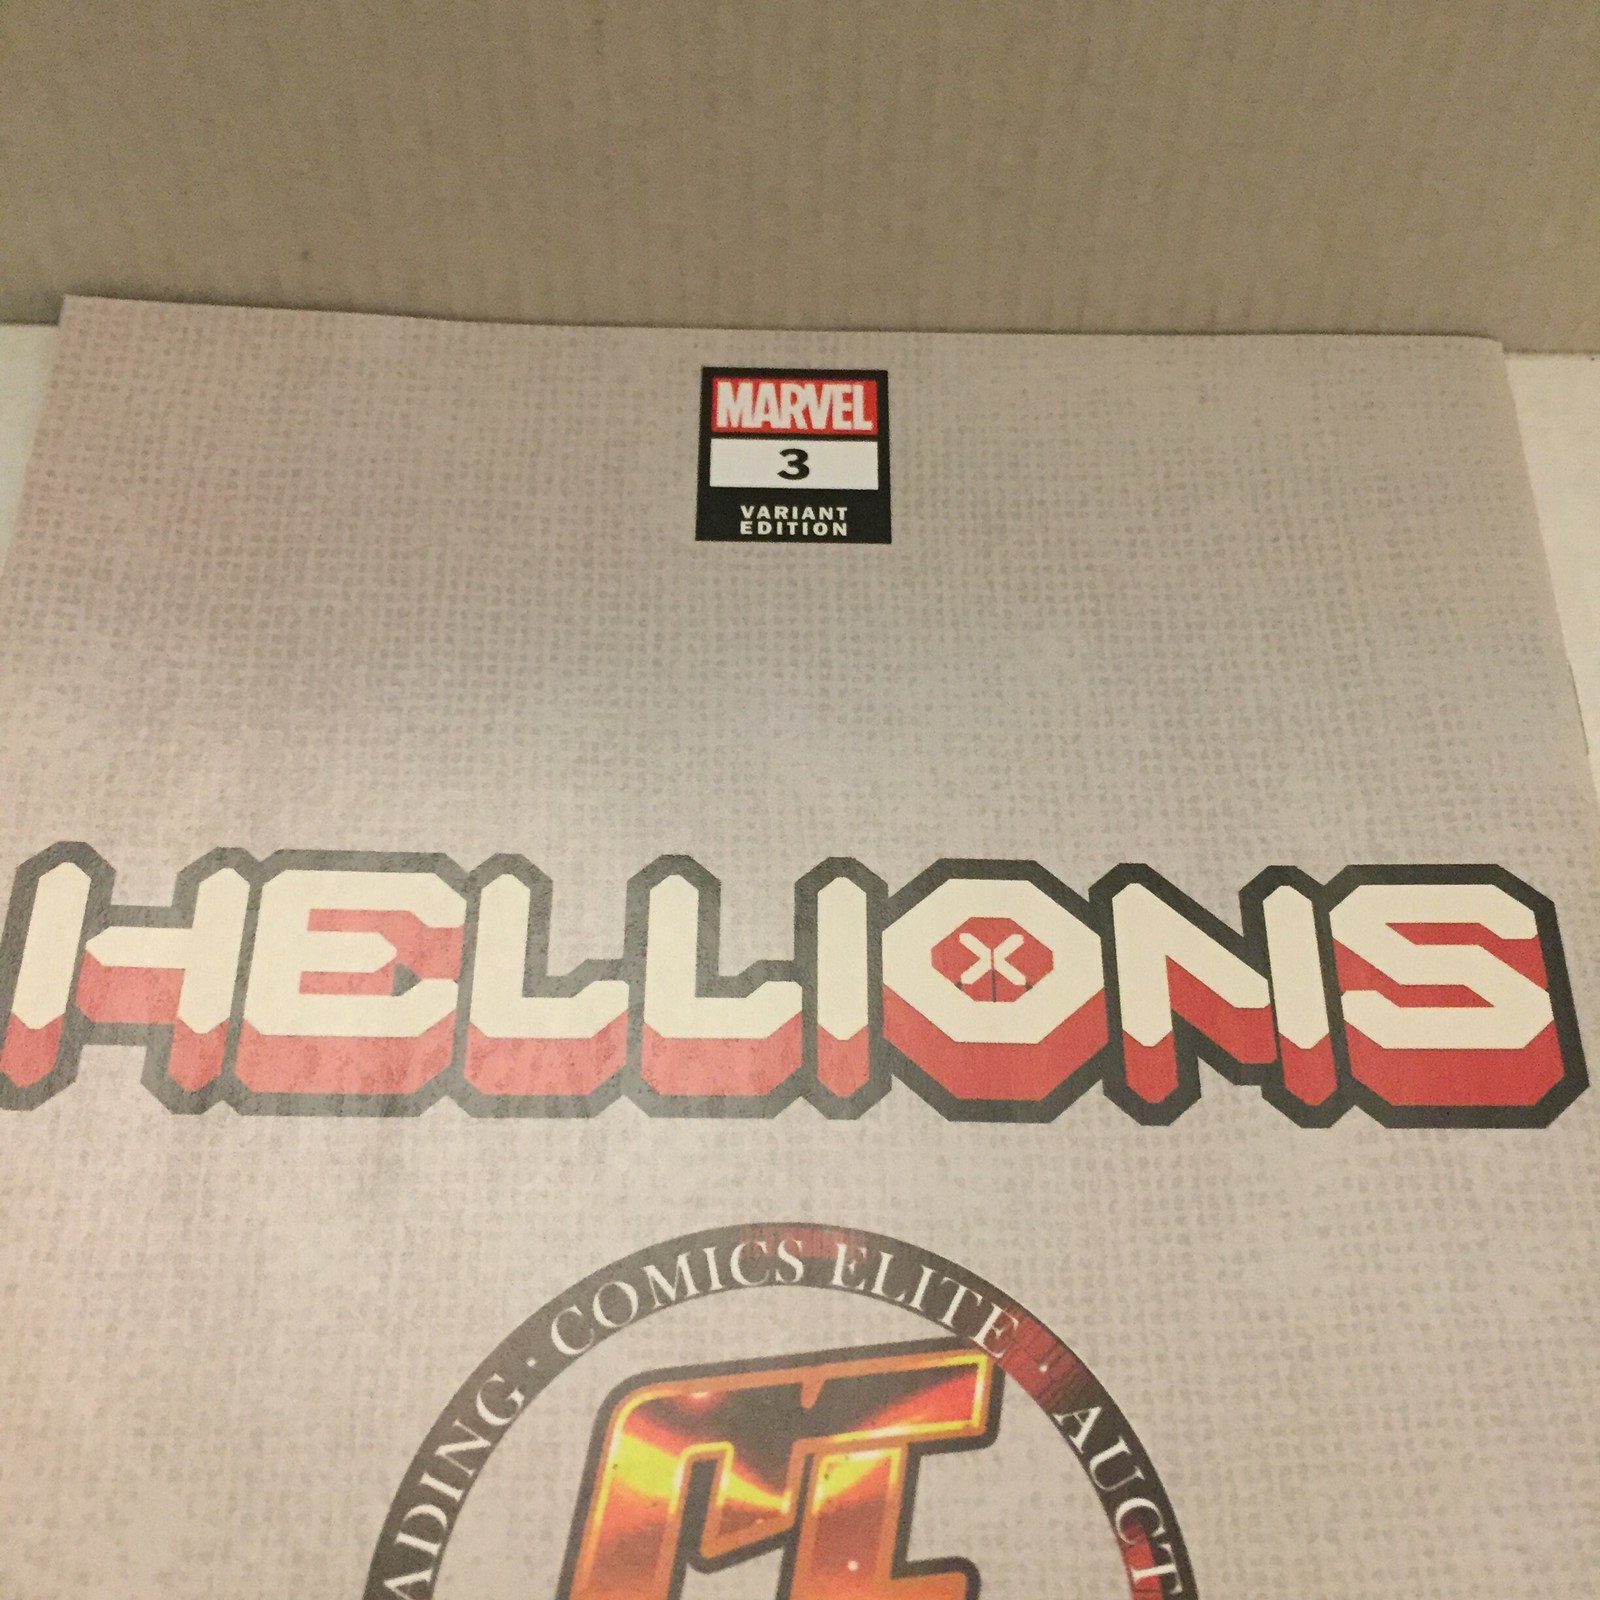 MARVEL
3
VARIANT
EDITION
HELLIONS
COMICS ELITE